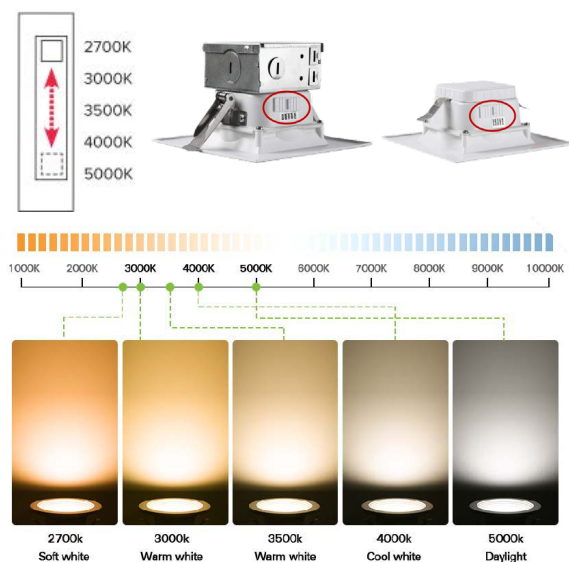 2700K
3000K
3500K
4000K
5000K
1000K 2000K 3000K 4000K 5000K 6000K 7000K 8000K 9000K 10000K
2700k 3000k 3500k 4000k 5000k
Soft white Warm white Warm white Cool white Daylight